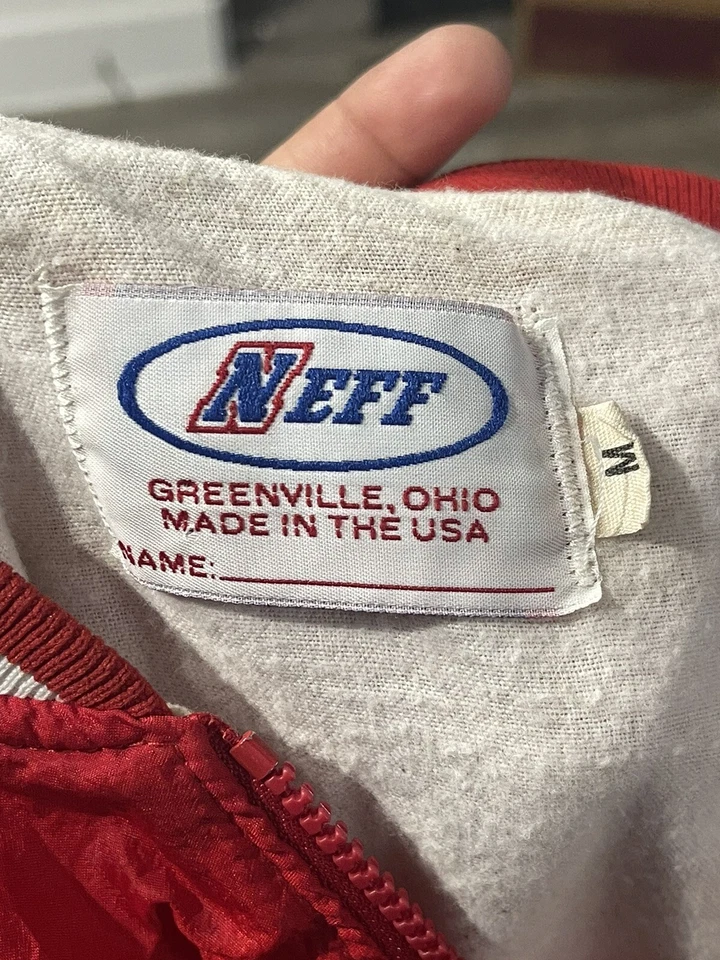 NEFF
GREENVILLE, OHIO
MADE IN THE USA
NAME:
M